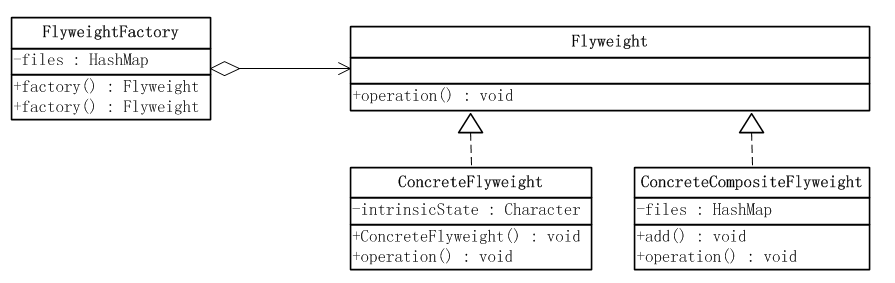 FlyweightFactory
-files : HashMap
+factory() : Flyweight
+factory() : Flyweight
Flyweight
+operation() : void
ConcreteFlyweight
-intrinsicState : Character
+ConcreteFlyweight() : void
+operation() : void
ConcreteCompositeFlyweight
-files : HashMap
+add() : void
+operation() : void